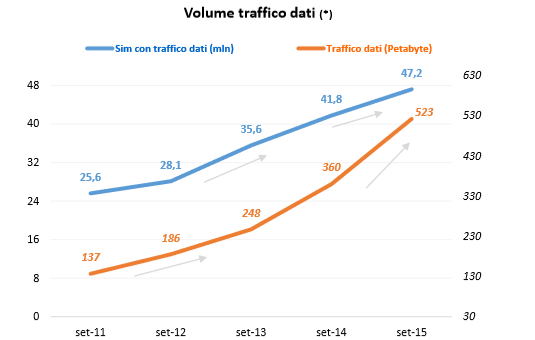 Volume traffico dati (*)
Sim con traffico dati (mln) Traffico dati (Petabyte)
48 40 32 24 16 8 0
25,6 28,1 35,6 41,8 47,2
137 186 248 360 523
630 530 430 330 230 130 30
set-11 set-12 set-13 set-14 set-15